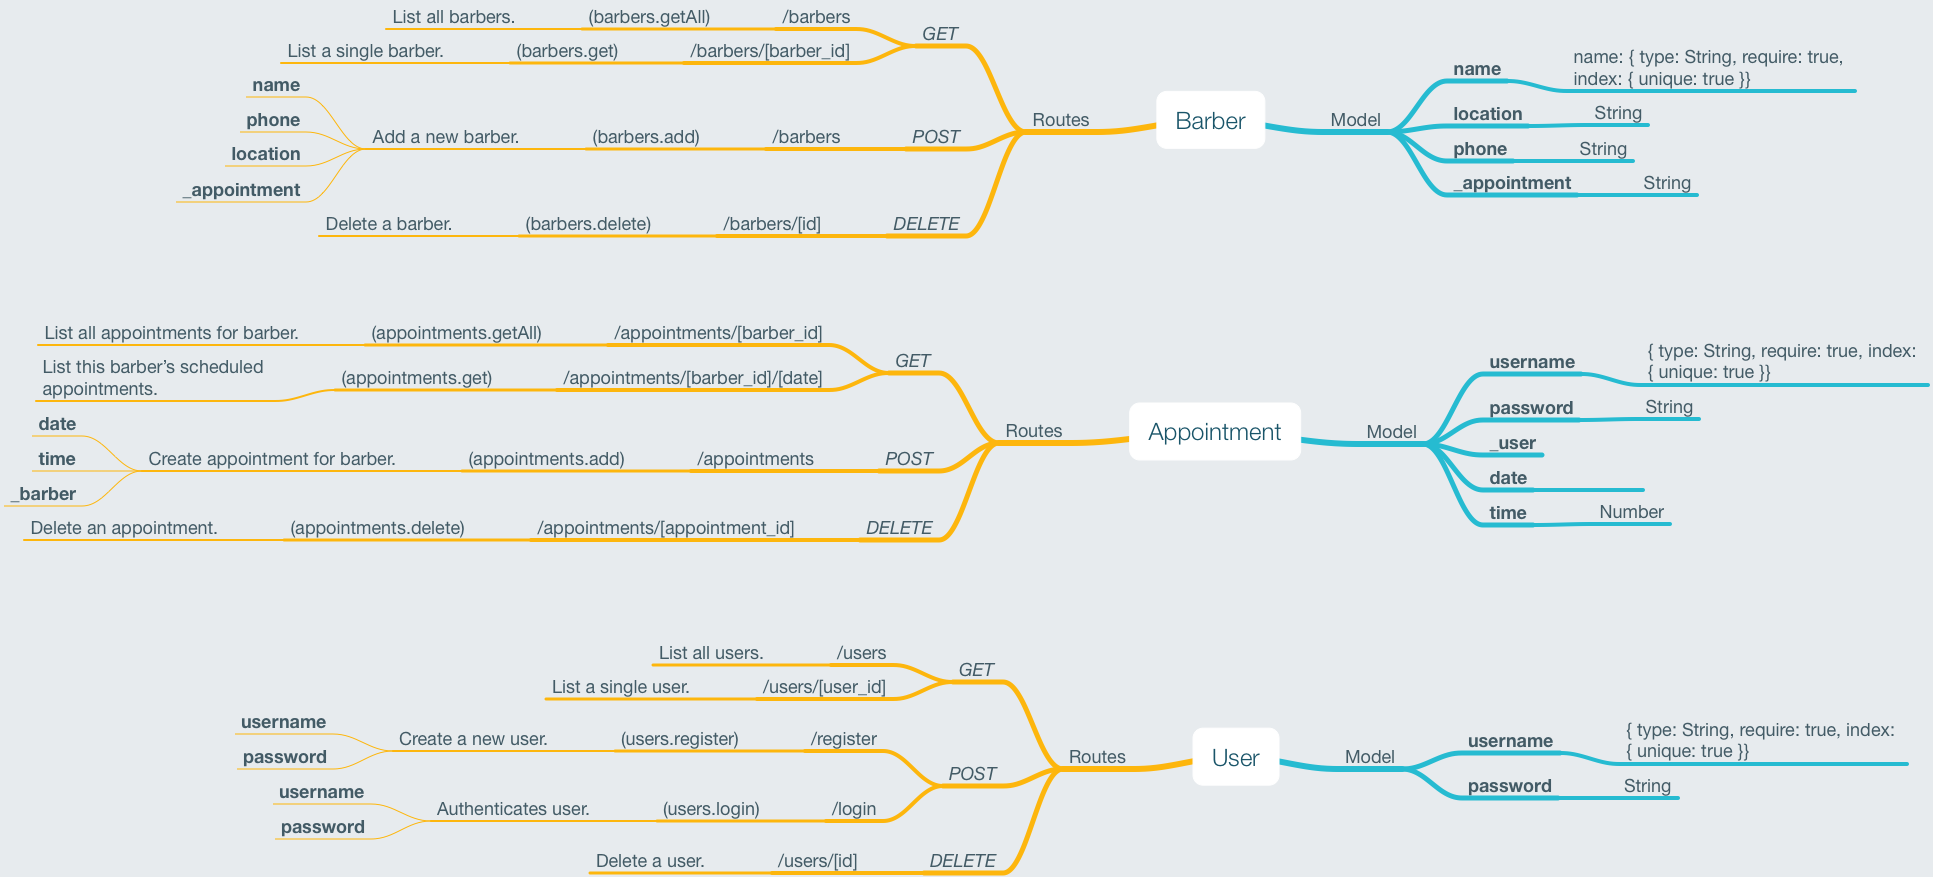 List all barbers. (barbers.getAll) /barbers
GET
List a single barber. (barbers.get) /barbers/[barber_id]
name
phone
location
_appointment
Add a new barber. (barbers.add) /barbers POST
Delete a barber. (barbers.delete) /barbers/[id] DELETE
Routes
Barber
Model
name
name: { type: String, require: true,
index: { unique: true }}
location String
phone String
_appointment String
List all appointments for barber. (appointments.getAll) /appointments/[barber_id]
GET
List this barber’s scheduled
appointments.
(appointments.get) /appointments/[barber_id]/[date]
date
time
_barber
Create appointment for barber. (appointments.add) /appointments POST
Delete an appointment. (appointments.delete) /appointments/[appointment_id] DELETE
Routes
Appointment
Model
username
{ type: String, require: true, index:
{ unique: true }}
password String
_user
date
time Number
List all users. /users
GET
List a single user. /users/[user_id]
username
password
Create a new user. (users.register) /register
POST
username
password
Authenticates user. (users.login) /login
Delete a user. /users/[id] DELETE
Routes
User
Model
username
{ type: String, require: true, index:
{ unique: true }}
password String